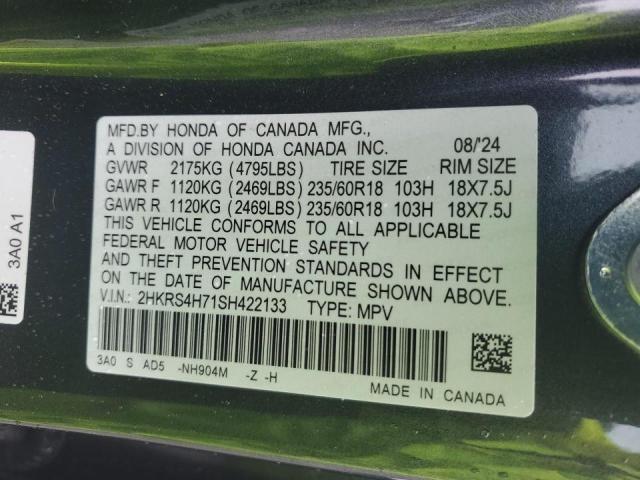 MFD.BY HONDA OF CANADA MFG.,
A DIVISION OF HONDA CANADA INC. 08/'24
GVWR 2175KG (4795LBS) TIRE SIZE RIM SIZE
GAWR F 1120KG (2469LBS) 235/60R18 103H 18X7.5J
GAWR R 1120KG (2469LBS) 235/60R18 103H 18X7.5J
THIS VEHICLE CONFORMS TO ALL APPLICABLE
FEDERAL MOTOR VEHICLE SAFETY
AND THEFT PREVENTION STANDARDS IN EFFECT
ON THE DATE OF MANUFACTURE SHOWN ABOVE.
V.I.N.: 2HKRS4H71SH422133 TYPE: MPV
3A0 S AD5 -NH904M -Z -H
MADE IN CANADA
3A0 A1